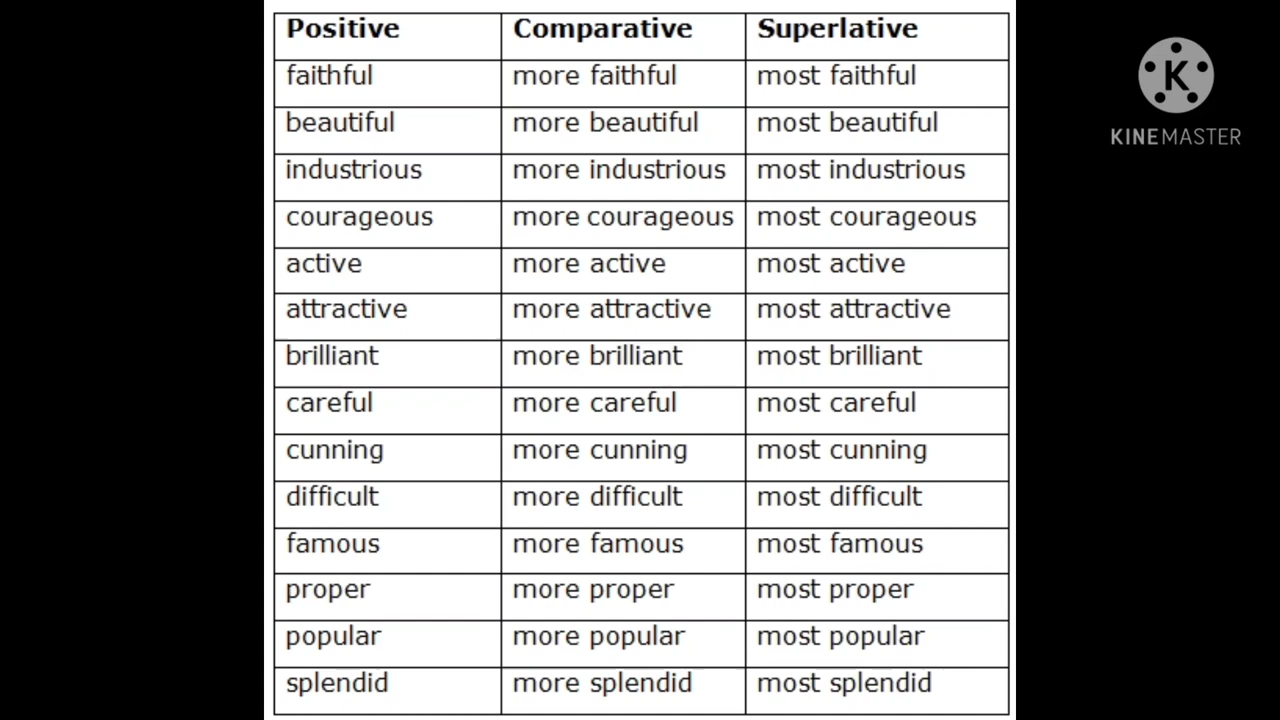 Positive Comparative Superlative
faithful more faithful most faithful
beautiful more beautiful most beautiful
industrious more industrious most industrious
courageous more courageous most courageous
active more active most active
attractive more attractive most attractive
brilliant more brilliant most brilliant
careful more careful most careful
cunning more cunning most cunning
difficult more difficult most difficult
famous more famous most famous
proper more proper most proper
popular more popular most popular
splendid more splendid most splendid
K
KINEMASTER